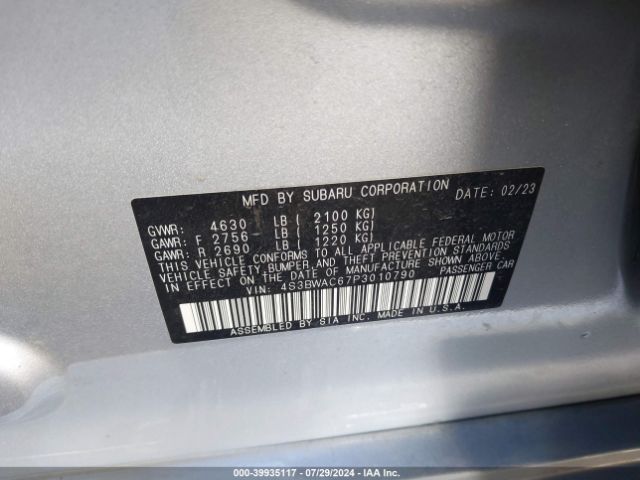 MFD BY SUBARU CORPORATION DATE: 02/23
GVWR: 4630 LB ( 2100 KG)
GAWR: F 2756 LB ( 1250 KG)
GAWR: R 2690 LB ( 1220 KG)
THIS VEHICLE CONFORMS TO ALL APPLICABLE FEDERAL MOTOR
VEHICLE SAFETY, BUMPER, AND THEFT PREVENTION STANDARDS
IN EFFECT ON THE DATE OF MANUFACTURE SHOWN ABOVE.
VIN: 4S3BWAC67P3010790 PASSENGER CAR
ASSEMBLED BY SIA INC. MADE IN U.S.A.
000-39935117 / 07/29/2024 - IAA Inc.